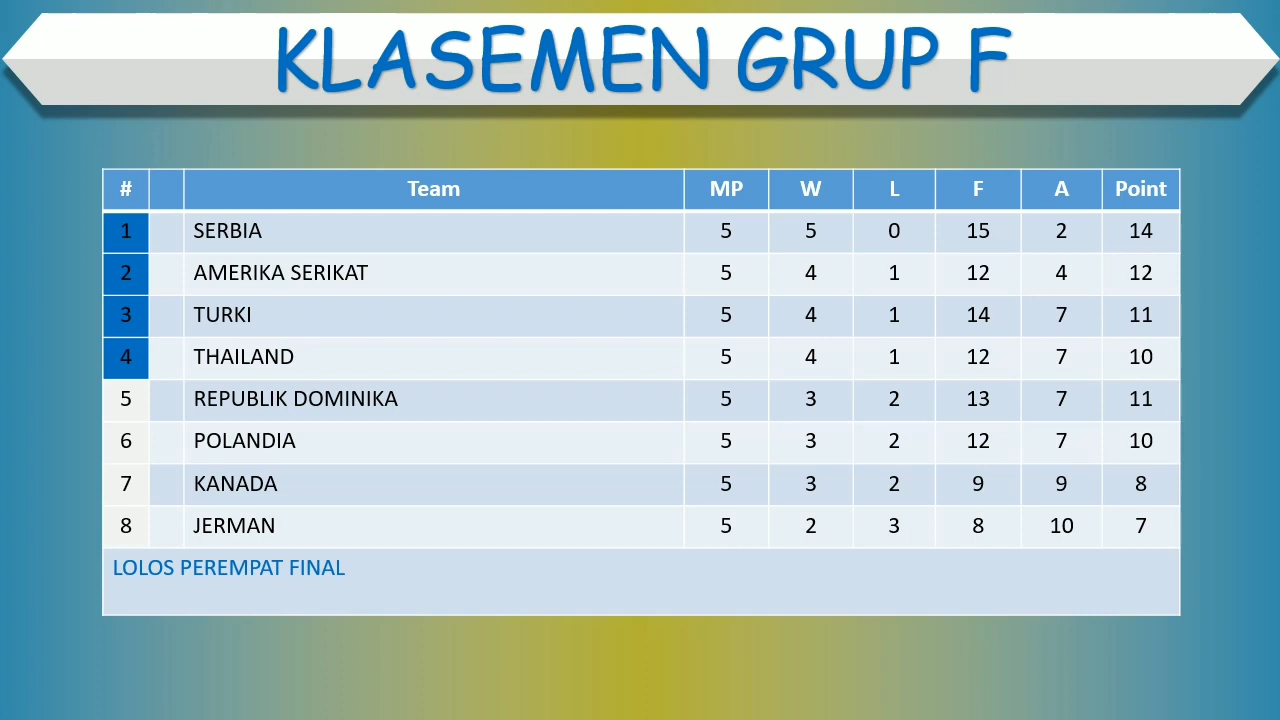 KLASEMEN GRUP F
# Team MP W L F A Point
1 SERBIA 5 5 0 15 2 14
2 AMERIKA SERIKAT 5 4 1 12 4 12
3 TURKI 5 4 1 14 7 11
4 THAILAND 5 4 1 12 7 10
5 REPUBLIK DOMINIKA 5 3 2 13 7 11
6 POLANDIA 5 3 2 12 7 10
7 KANADA 5 3 2 9 9 8
8 JERMAN 5 2 3 8 10 7
LOLOS PEREMPAT FINAL